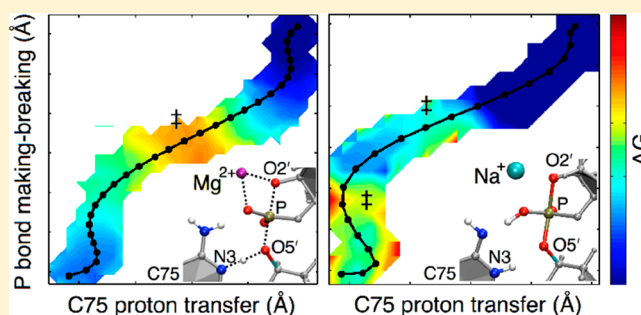 P bond making-breaking (Å)
‡
Mg2+
O2′
P
N3
O5′
C75
C75 proton transfer (Å)
‡
‡
Na+
O2′
P
O5′
N3
C75
C75 proton transfer (Å)
ΔG